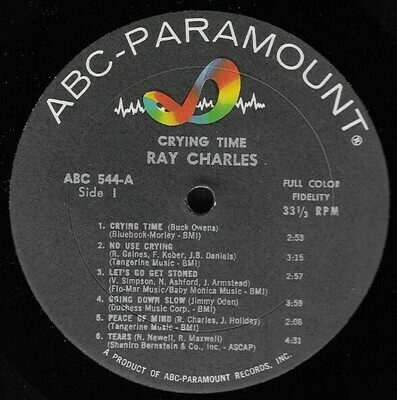 ABC-PARAMOUNT®
CRYING TIME
RAY CHARLES
ABC 544-A
Side 1
FULL COLOR
FIDELITY
33 1/3 RPM
1. CRYING TIME (Buck Owens)
(Bluebook-Morley - BMI) 2:53
2. NO USE CRYING
(R. Gaines, F. Kober, J.B. Daniels)
(Tangerine Music - BMI) 3:15
3. LET'S GO GET STONED
(V. Simpson, N. Ashford, J. Armstead)
(Flo-Mar Music/Baby Monica Music - BMI) 2:57
4. GOING DOWN SLOW (Jimmy Oden)
(Duchess Music Corp. - BMI) 3:59
5. PEACE OF MIND (R. Charles, J. Holiday)
(Tangerine Music - BMI) 2:08
6. TEARS (N. Newell, R. Maxwell)
(Shapiro Bernstein & Co. Inc. - ASCAP) 4:31
A PRODUCT OF ABC-PARAMOUNT RECORDS, INC.